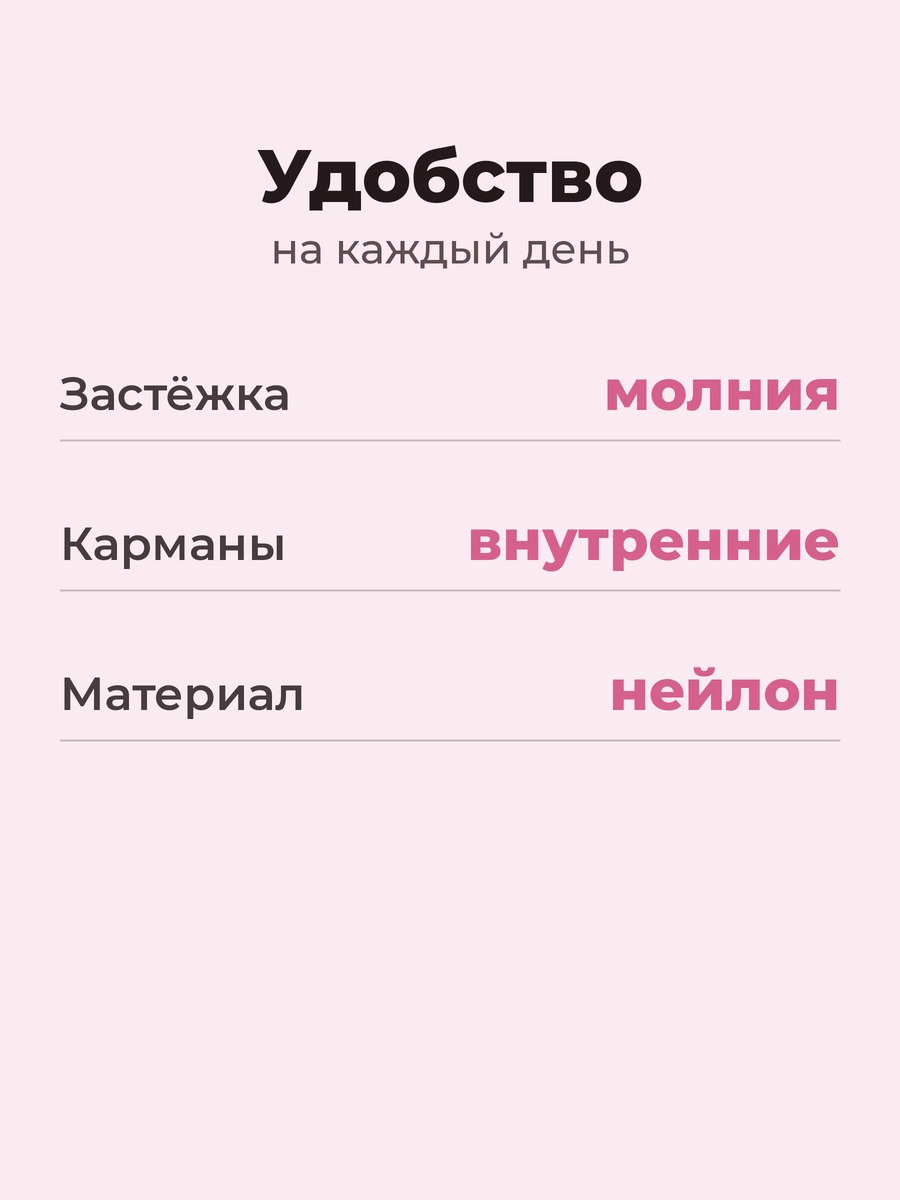 Удобство
на каждый день
Застёжка молния
Карманы внутренние
Материал нейлон